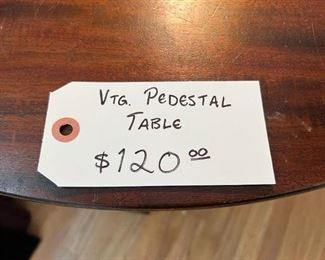 VTG. PEDESTAL
TABLE
$120.00